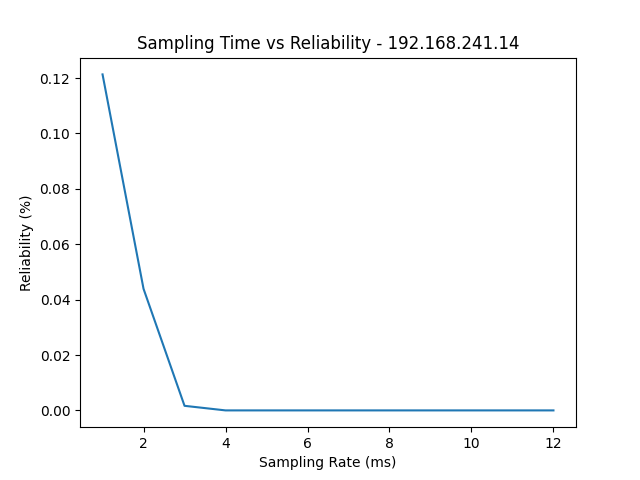 Sampling Time vs Reliability - 192.168.241.14
0.12
0.10
0.08
0.06
0.04
0.02
0.00
Reliability (%)
2 4 6 8 10 12
Sampling Rate (ms)